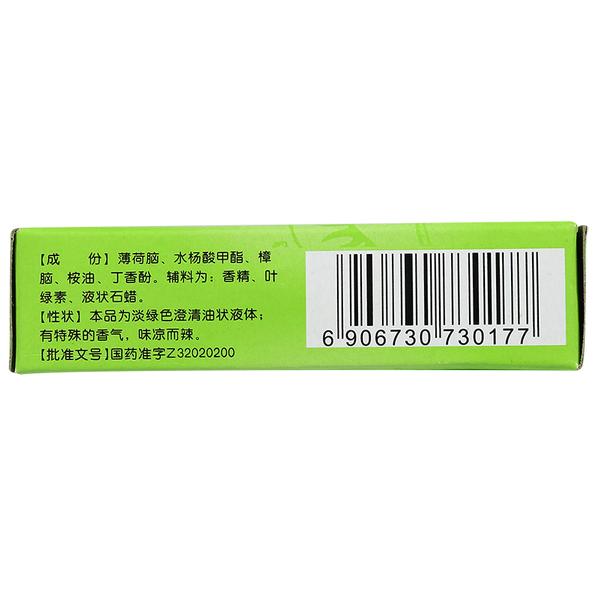 【成 份】薄荷脑、水杨酸甲酯、樟
脑、桉油、丁香酚。辅料为：香精、叶
绿素、液状石蜡。
【性状】本品为淡绿色澄清油状液体；
有特殊的香气，味凉而辣。
【批准文号】国药准字Z32020200
6 906730 730177